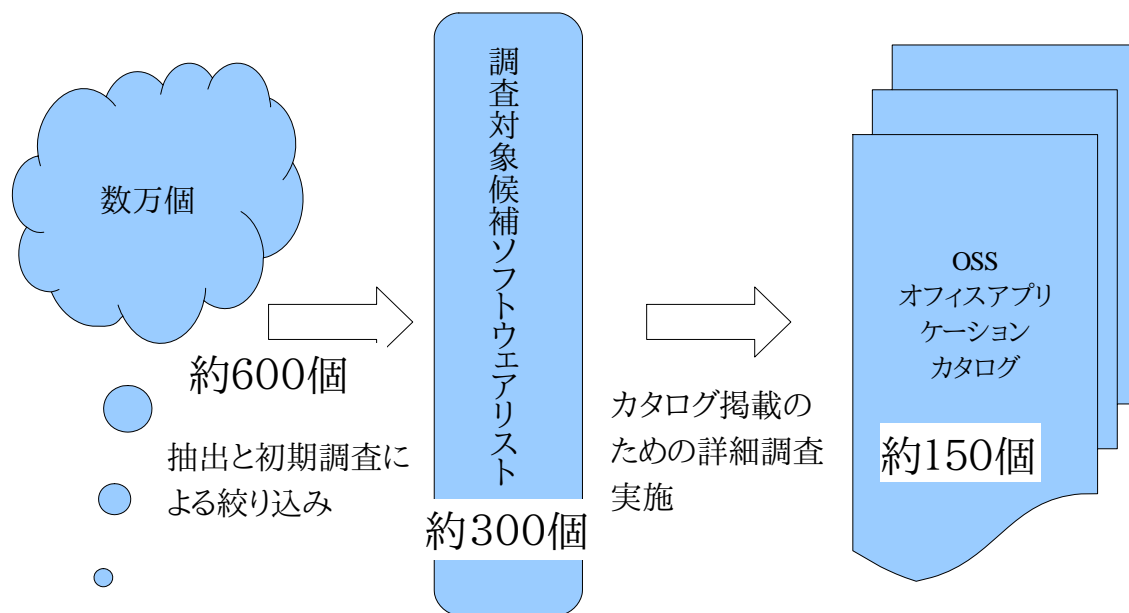 数万個
約600個
抽出と初期調査に
よる絞り込み
調査対象候補ソフトウェアリスト
約300個
カタログ掲載の
ための詳細調査
実施
OSS
オフィスアプリ
ケーション
カタログ
約150個